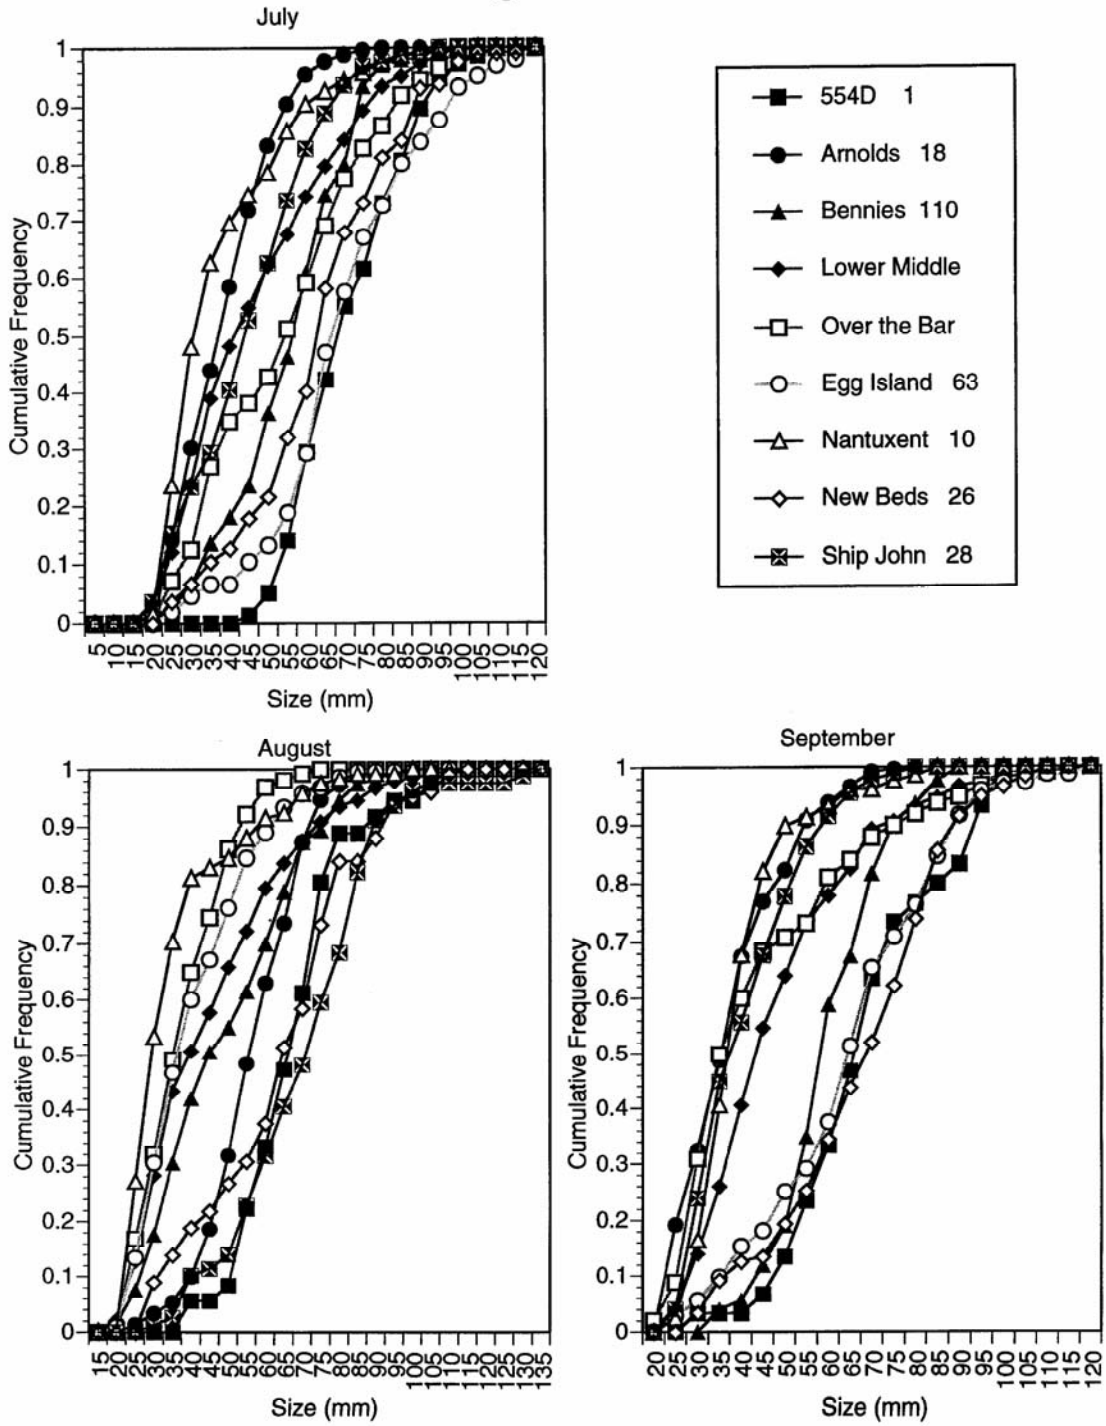 July
Cumulative Frequency
1
0.9
0.8
0.7
0.6
0.5
0.4
0.3
0.2
0.1
0
5 10 15 20 25 30 35 40 45 50 55 60 65 70 75 80 85 90 95 100 105 110 115 120
Size (mm)
554D 1
Arnolds 18
Bennies 110
Lower Middle
Over the Bar
Egg Island 63
Nantuxent 10
New Beds 26
Ship John 28
August
Cumulative Frequency
1
0.9
0.8
0.7
0.6
0.5
0.4
0.3
0.2
0.1
0
15 20 25 30 35 40 45 50 55 60 65 70 75 80 85 90 95 100 105 110 115 120 125 130 135
Size (mm)
September
Cumulative Frequency
1
0.9
0.8
0.7
0.6
0.5
0.4
0.3
0.2
0.1
0
20 25 30 35 40 45 50 55 60 65 70 75 80 85 90 95 100 105 110 115 120
Size (mm)